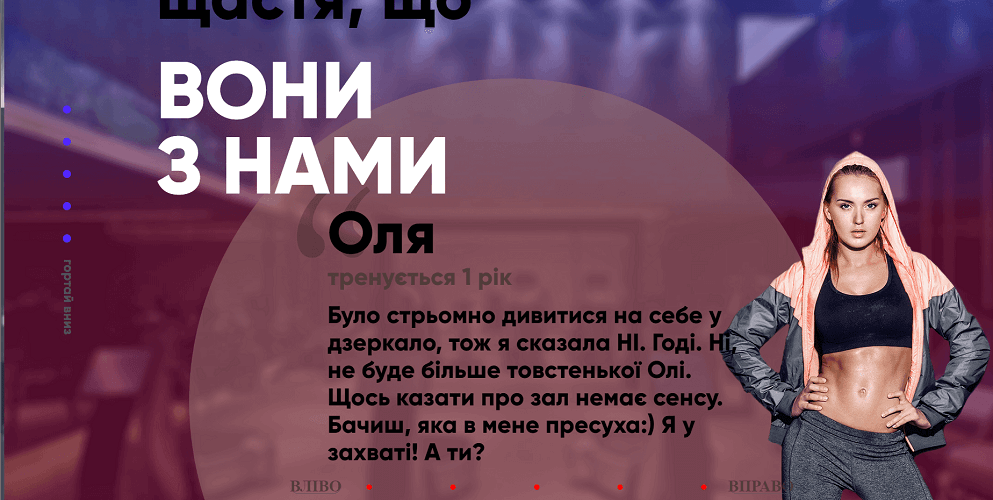 щастя, що
ВОНИ
З НАМИ
“
Оля
тренується 1 рік
Було стрьомно дивитися на себе у
дзеркало, тож я сказала НІ. Годі. Ні,
не буде більше товстенької Олі.
Щось казати про зал немає сенсу.
Бачиш, яка в мене пресуха:) Я у
захваті! А ти?
гортай вниз
ВЛІВО
ВПРАВО